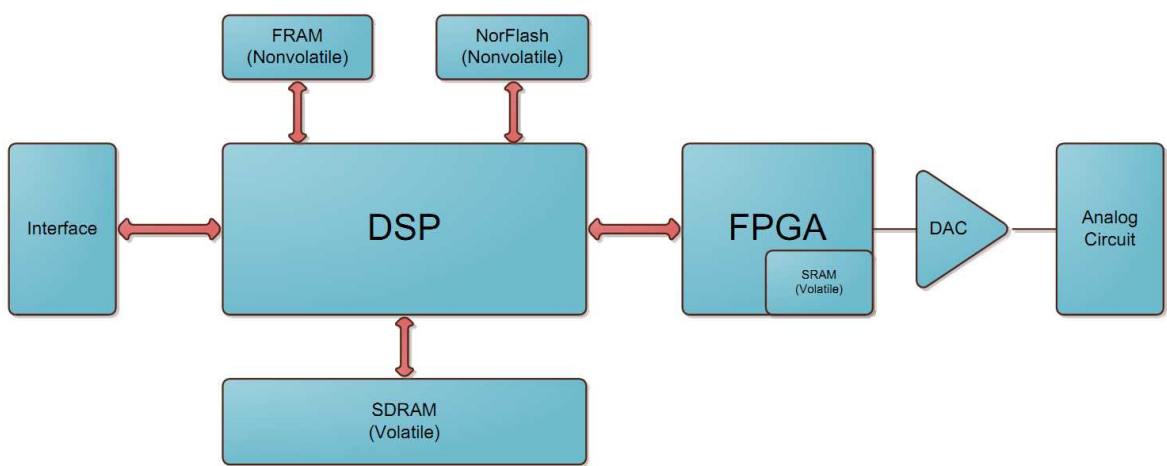 FRAM
(Nonvolatile)
NorFlash
(Nonvolatile)
Interface
DSP
FPGA
SRAM
(Volatile)
DAC
Analog
Circuit
SDRAM
(Volatile)